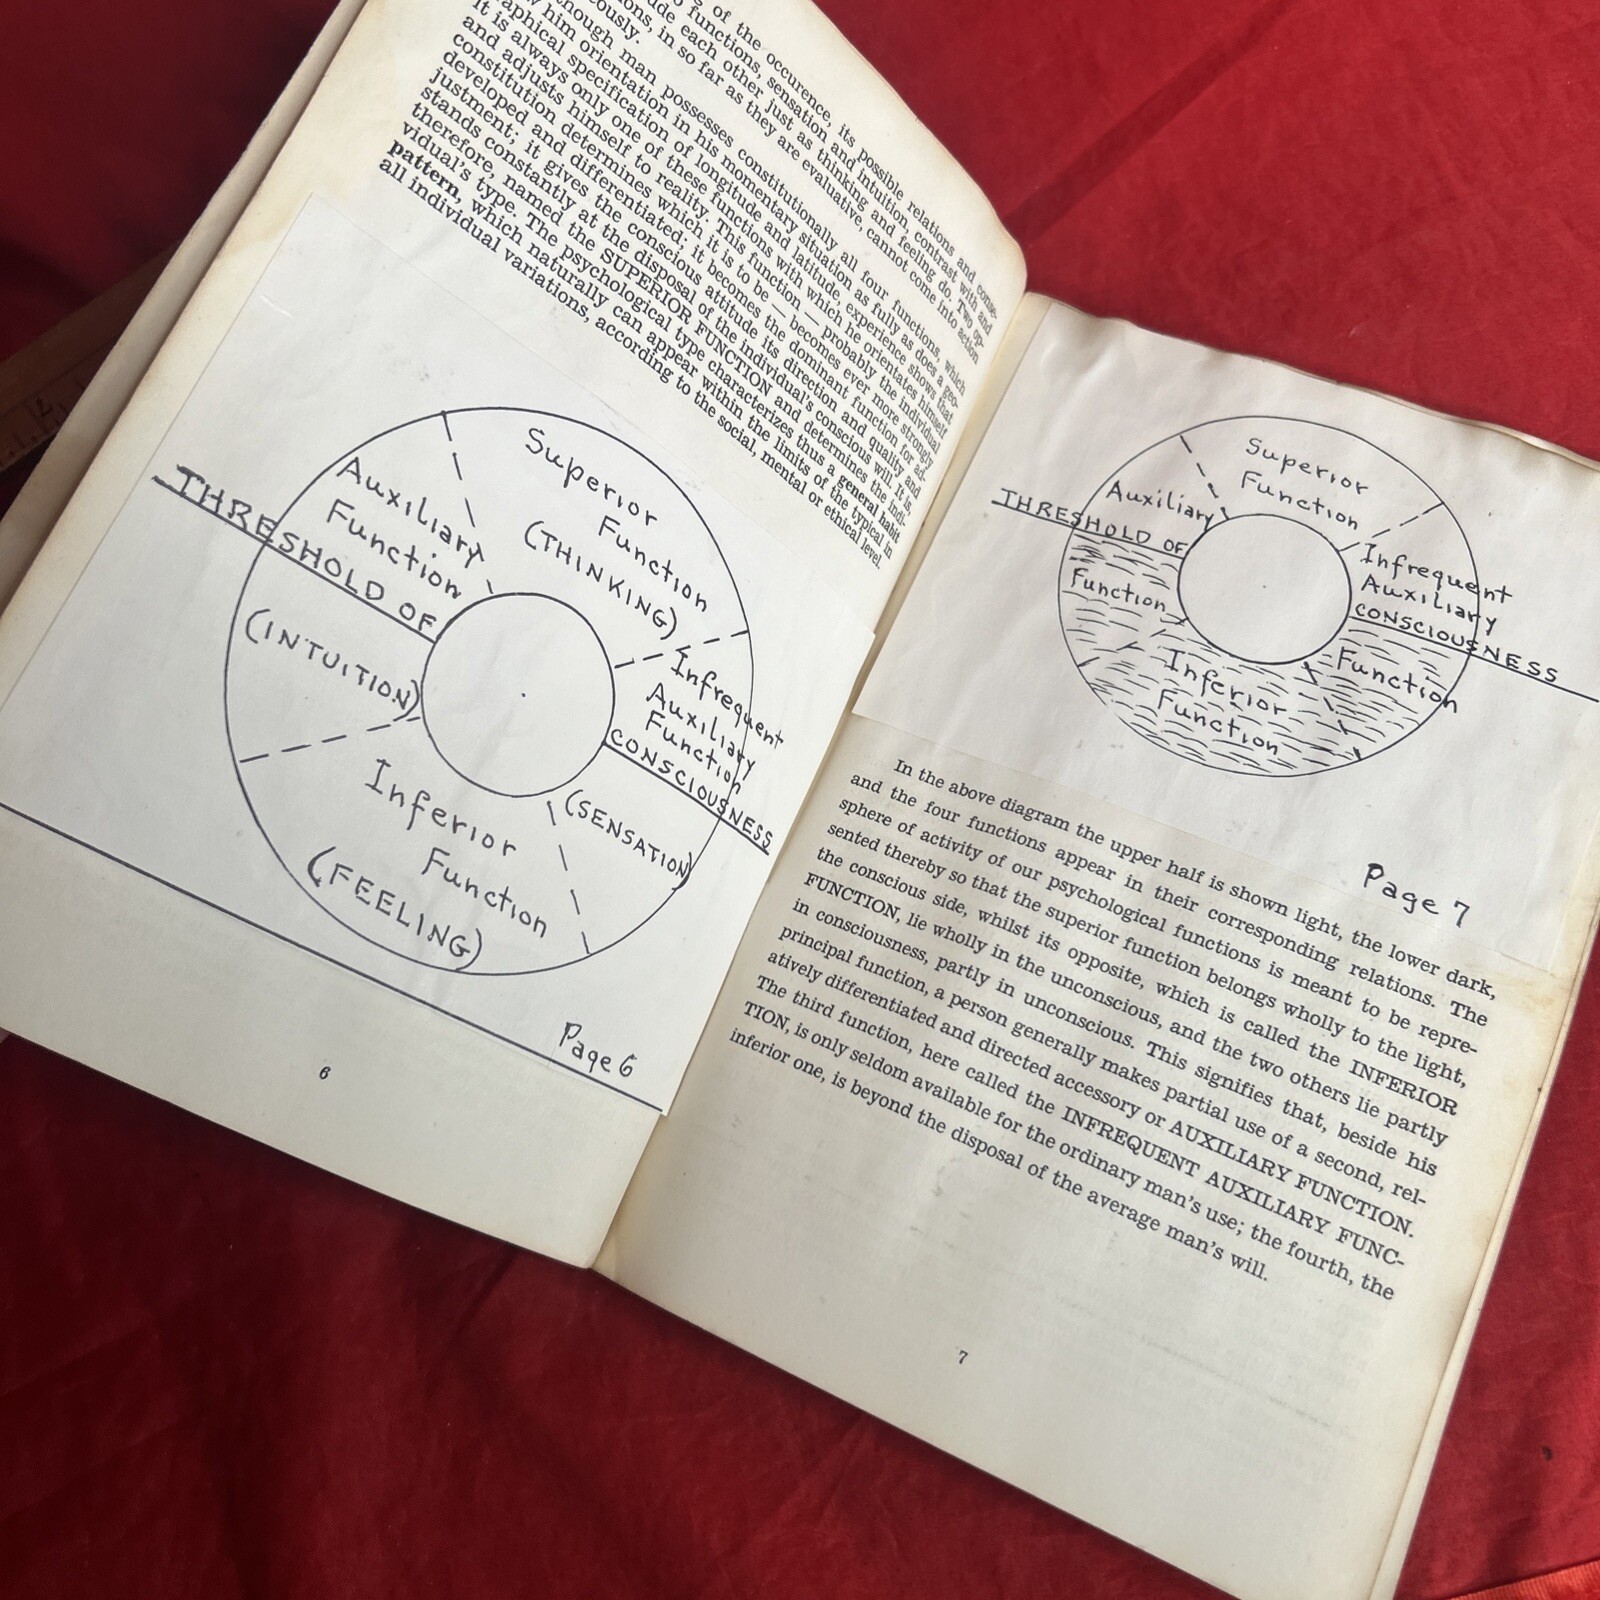 of the occurence, its possible relations and conse-
functions, sensation and intuition, contrast with and
each other just as thinking and feeling do. Two op-
in so far as they are evaluative, cannot come into action
though man possesses constitutionally all four functions, which
him orientation in his momentary situation as fully as does a geo-
graphical specification of longitude and latitude, experience shows that
It is always only one of these functions with which he orientates himself
and adjusts himself to reality. This function — probably the individual
constitution determines which it is to be — becomes ever more strongly
developed and differentiated; it becomes the dominant function for ad-
justment; it gives the conscious attitude its direction and quality, and
stands constantly at the disposal of the individual's conscious will. It is,
therefore, named the SUPERIOR FUNCTION and determines the indi-
vidual's type. The psychological type characterizes thus a general habit
pattern, which naturally can appear within the limits of the typical in
all individual variations, according to the social, mental or ethical level.
Superior
Function
(THINKING)
Auxiliary
Function
THRESHOLD OF
(INTUITION)
Infrequent
Auxiliary
Function
CONSCIOUSNESS
(SENSATION)
Inferior
Function
(FEELING)
Page 6
6
Superior
Function
Auxiliary
THRESHOLD OF
Function
Infrequent
Auxiliary
CONSCIOUSNESS
Function
Inferior
Function
Page 7
In the above diagram the upper half is shown light, the lower dark,
and the four functions appear in their corresponding relations. The
sphere of activity of our psychological functions is meant to be repre-
sented thereby so that the superior function belongs wholly to the light,
the conscious side, whilst its opposite, which is called the INFERIOR
FUNCTION, lie wholly in the unconscious, and the two others lie partly
in consciousness, partly in unconscious. This signifies that, beside his
principal function, a person generally makes partial use of a second, rel-
atively differentiated and directed accessory or AUXILIARY FUNCTION.
The third function, here called the INFREQUENT AUXILIARY FUNC-
TION, is only seldom available for the ordinary man's use; the fourth, the
inferior one, is beyond the disposal of the average man's will.
7